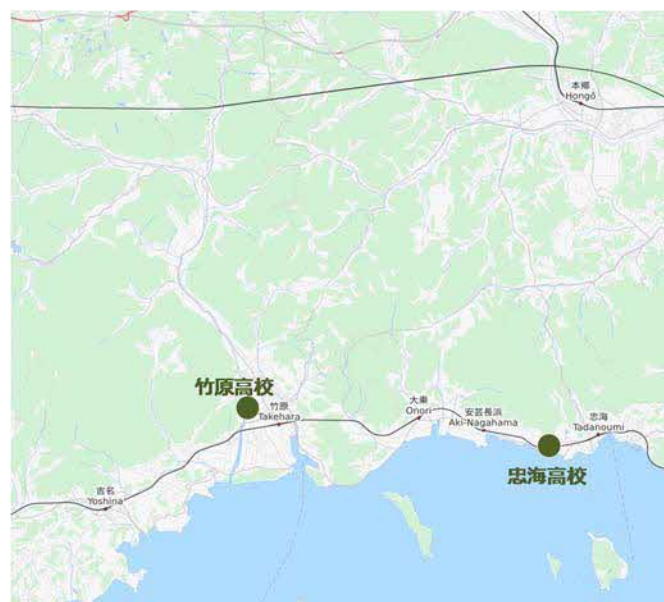 本郷
Hongō
竹原高校
竹原
Takehara
大乗
Onori
安芸長浜
Aki-Nagahama
忠海
Tadanoumi
忠海高校
吉名
Yoshina